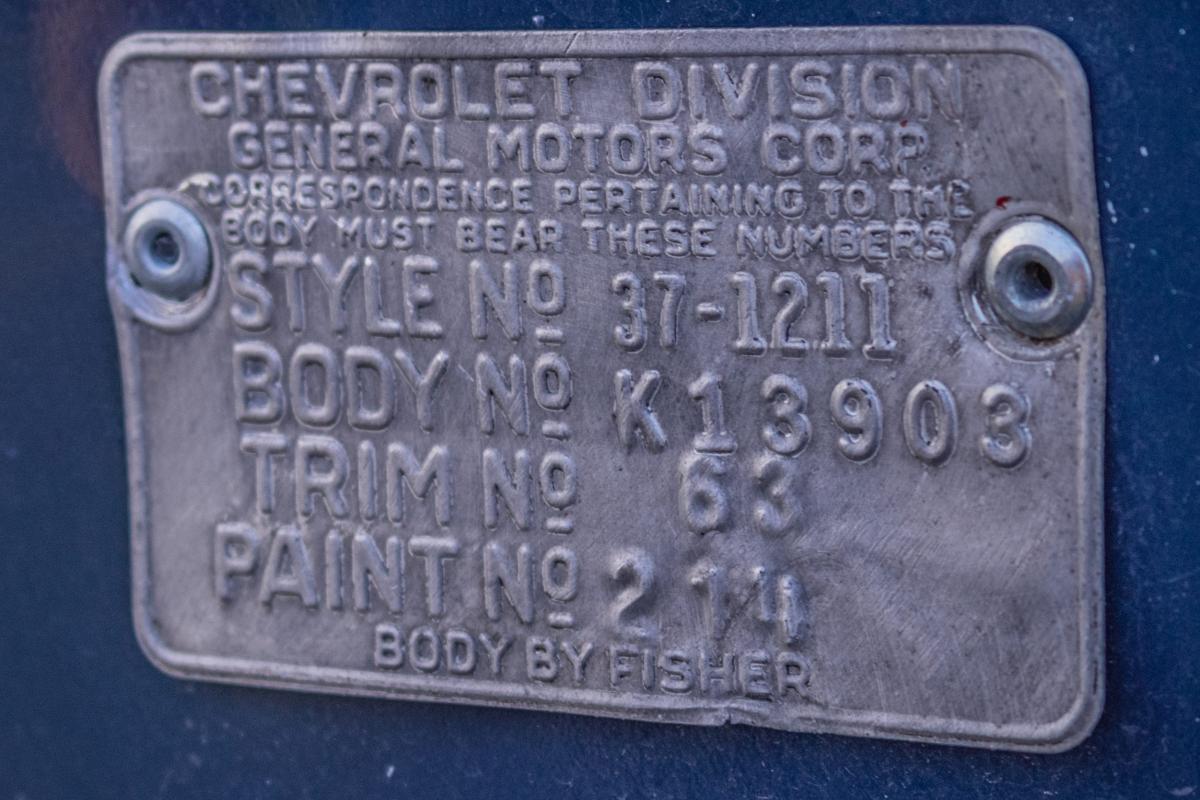 CHEVROLET DIVISION
GENERAL MOTORS CORP
CORRESPONDENCE PERTAINING TO THE
BODY MUST BEAR THESE NUMBERS
STYLE No 37-1211
BODY No K13903
TRIM No 63
PAINT No 214
BODY BY FISHER